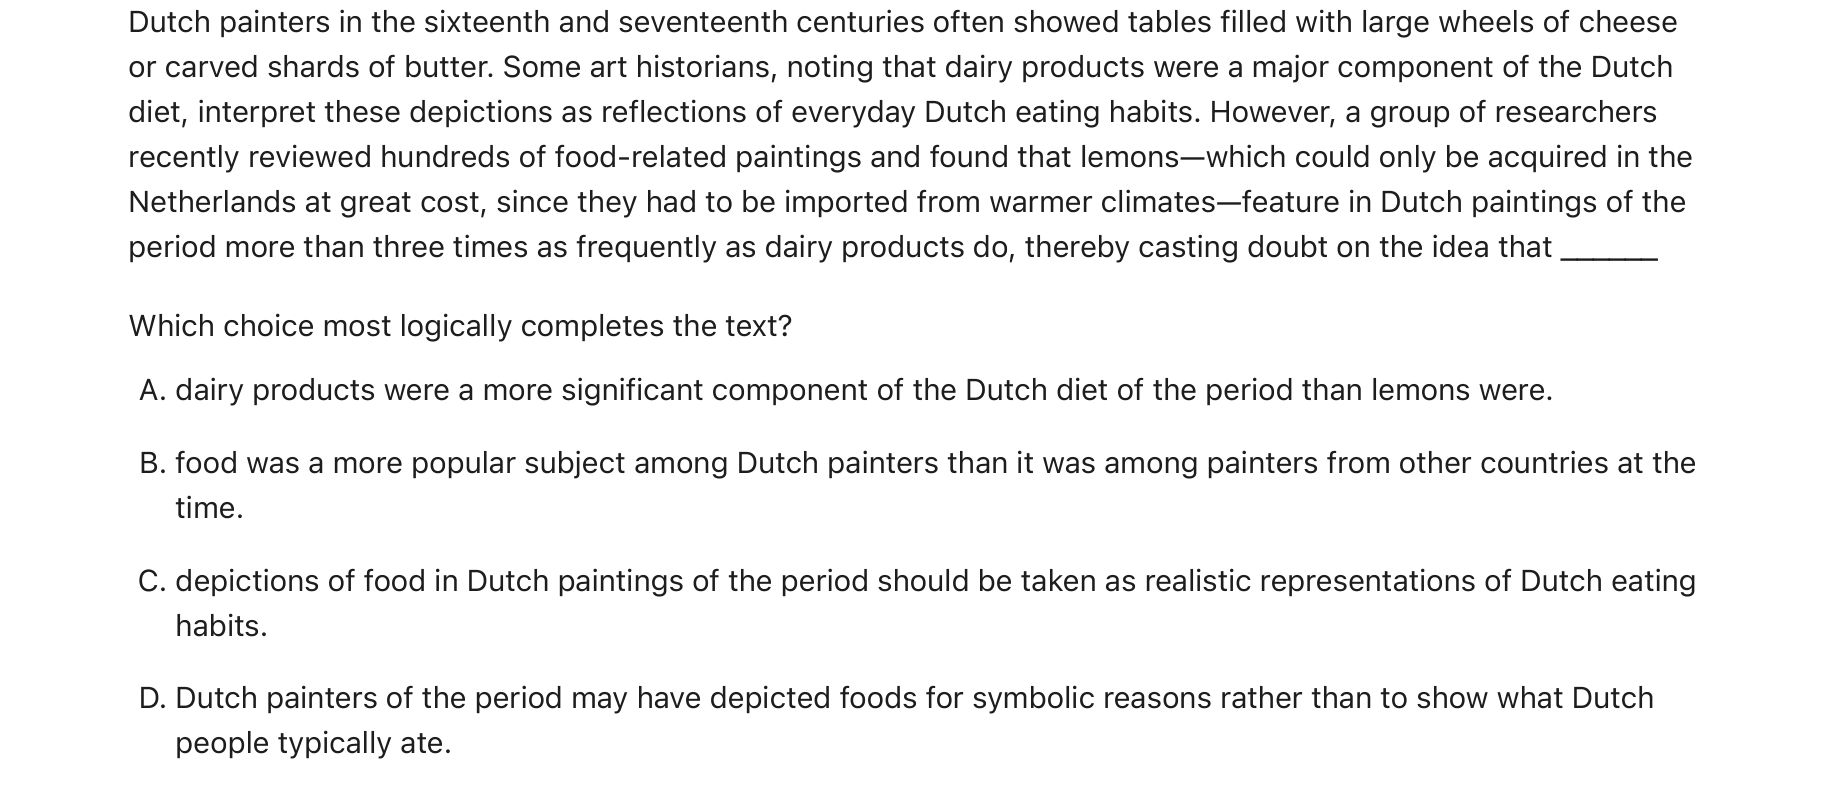 Dutch painters in the sixteenth and seventeenth centuries often showed tables filled with large wheels of cheese
or carved shards of butter. Some art historians, noting that dairy products were a major component of the Dutch
diet, interpret these depictions as reflections of everyday Dutch eating habits. However, a group of researchers
recently reviewed hundreds of food-related paintings and found that lemons—which could only be acquired in the
Netherlands at great cost, since they had to be imported from warmer climates—feature in Dutch paintings of the
period more than three times as frequently as dairy products do, thereby casting doubt on the idea that ______
Which choice most logically completes the text?
A. dairy products were a more significant component of the Dutch diet of the period than lemons were.
B. food was a more popular subject among Dutch painters than it was among painters from other countries at the
time.
C. depictions of food in Dutch paintings of the period should be taken as realistic representations of Dutch eating
habits.
D. Dutch painters of the period may have depicted foods for symbolic reasons rather than to show what Dutch
people typically ate.